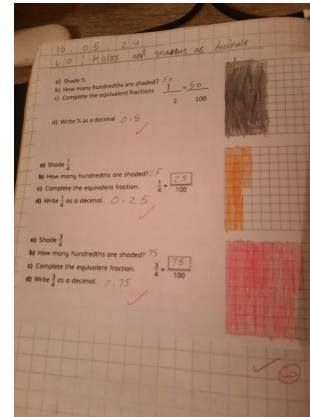 10.05.24
L.O: Halves and quarters as decimals
a) Shade ½
b) How many hundredths are shaded? 50
c) Complete the equivalent fractions 1/2 = 50/100
d) Write ½ as a decimal 0.5
a) Shade 1/4
b) How many hundredths are shaded? 25
c) Complete the equivalent fraction. 1/4 = 25/100
d) Write 1/4 as a decimal. 0.25
a) Shade 3/4
b) How many hundredths are shaded? 75
c) Complete the equivalent fraction. 3/4 = 75/100
d) Write 3/4 as a decimal. 0.75